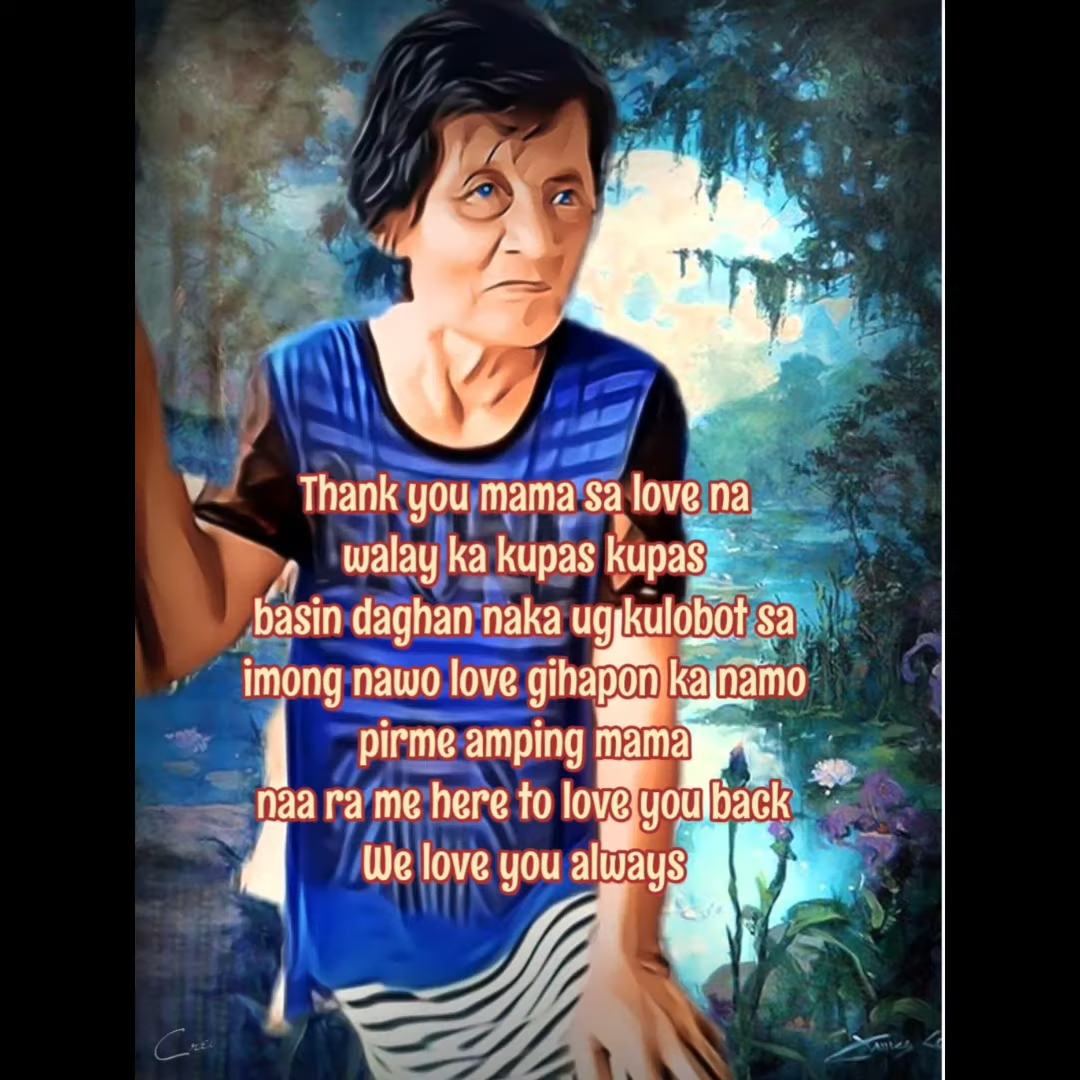 Thank you mama sa love na
walay ka kupas kupas
basin daghan naka ug kulobot sa
imong nawo love gihapon ka namo
pirme amping mama
naa ra me here to love you back
We love you always